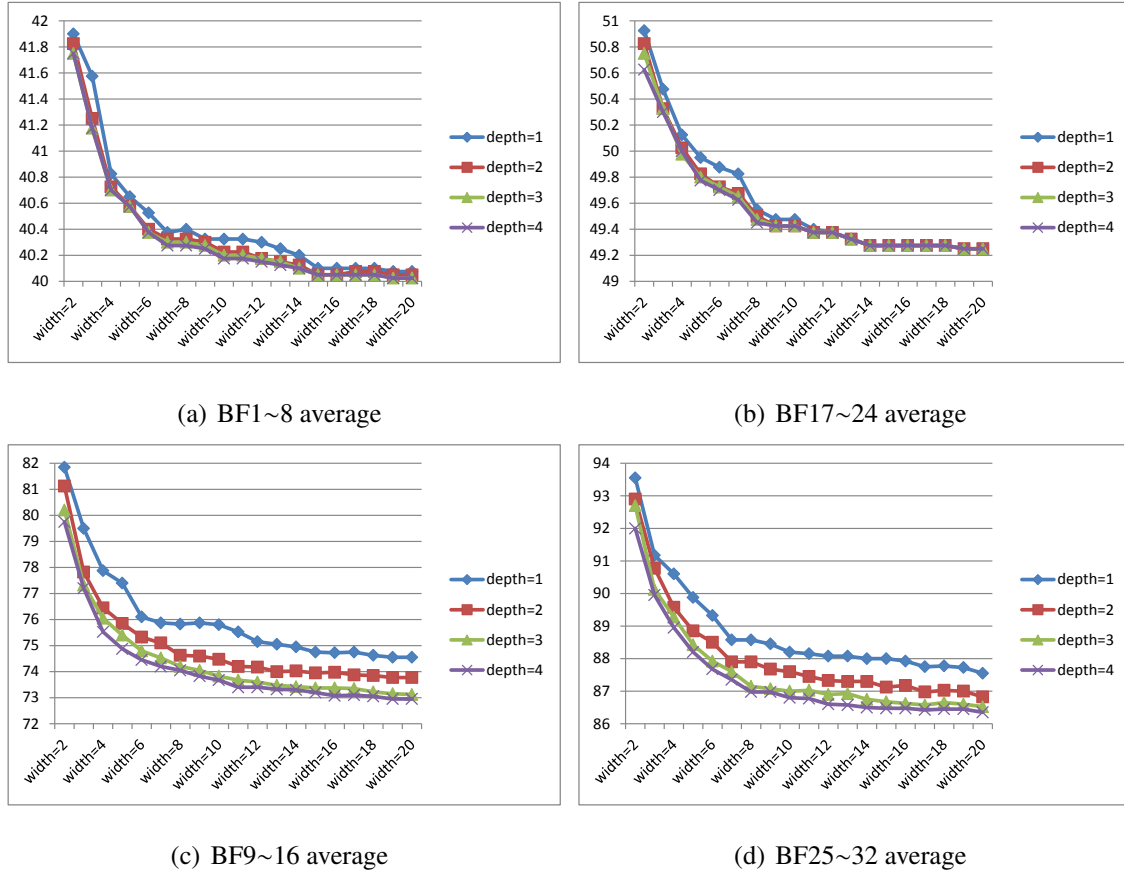 42
41.8
41.6
41.4
41.2
41
40.8
40.6
40.4
40.2
40
width=2
width=4
width=6
width=8
width=10
width=12
width=14
width=16
width=18
width=20
depth=1
depth=2
depth=3
depth=4
(a) BF1~8 average
51
50.8
50.6
50.4
50.2
50
49.8
49.6
49.4
49.2
49
width=2
width=4
width=6
width=8
width=10
width=12
width=14
width=16
width=18
width=20
depth=1
depth=2
depth=3
depth=4
(b) BF17~24 average
82
81
80
79
78
77
76
75
74
73
72
width=2
width=4
width=6
width=8
width=10
width=12
width=14
width=16
width=18
width=20
depth=1
depth=2
depth=3
depth=4
(c) BF9~16 average
94
93
92
91
90
89
88
87
86
width=2
width=4
width=6
width=8
width=10
width=12
width=14
width=16
width=18
width=20
depth=1
depth=2
depth=3
depth=4
(d) BF25~32 average